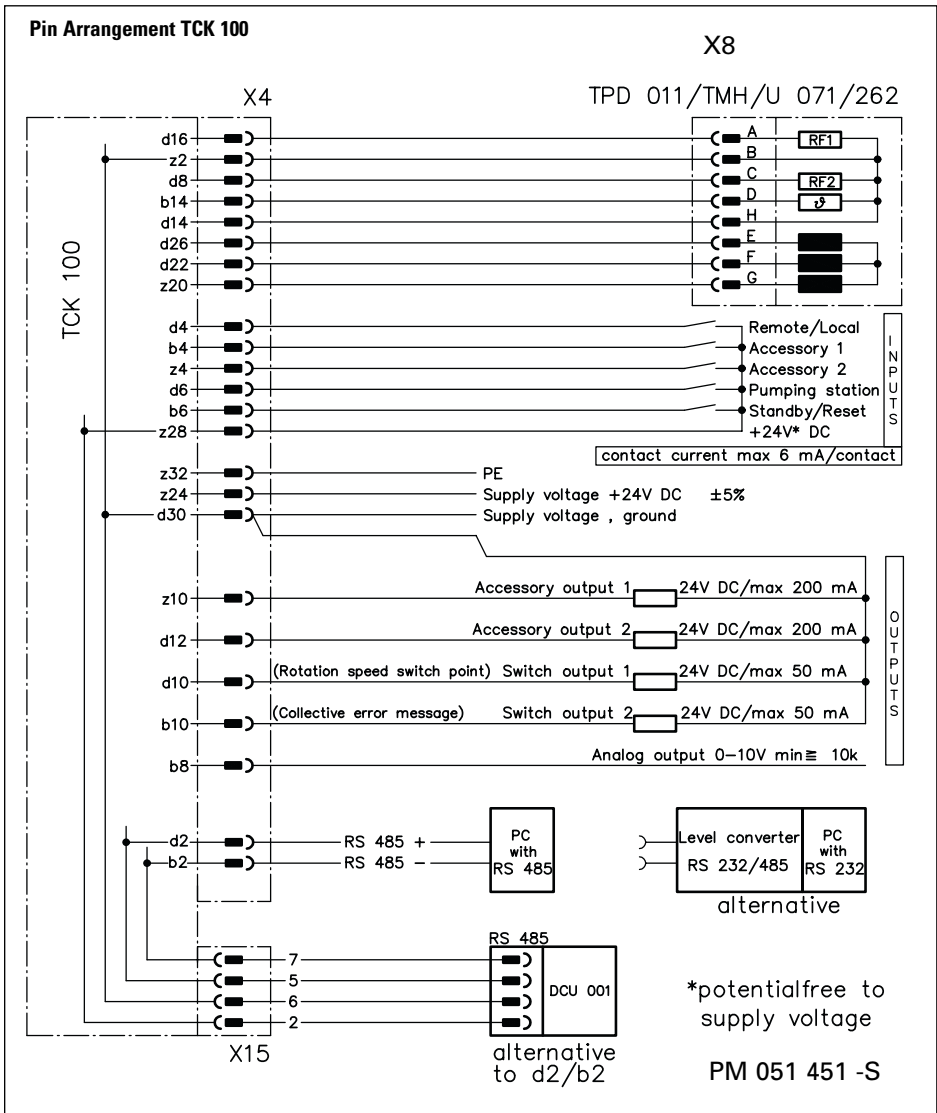 Pin Arrangement TCK 100
X8
X4
TPD 011/TMH/U 071/262
TCK 100
d16 A RF1
z2 B
d8 C RF2
b14 D ϑ
d14 H
d26 E
d22 F
z20 G
d4 Remote/Local
b4 Accessory 1
z4 Accessory 2
d6 Pumping station
b6 Standby/Reset
z28 +24V* DC
INPUTS
contact current max 6 mA/contact
z32 PE
z24 Supply voltage +24V DC ±5%
d30 Supply voltage , ground
z10 Accessory output 1 24V DC/max 200 mA
d12 Accessory output 2 24V DC/max 200 mA
d10 (Rotation speed switch point) Switch output 1 24V DC/max 50 mA
b10 (Collective error message) Switch output 2 24V DC/max 50 mA
OUTPUTS
b8 Analog output 0–10V min≧ 10k
d2 RS 485 +
b2 RS 485 –
PC
with
RS 485
Level converter
RS 232/485
PC
with
RS 232
alternative
RS 485
7
5
6
2
DCU 001
X15
alternative
to d2/b2
*potentialfree to
supply voltage
PM 051 451 -S